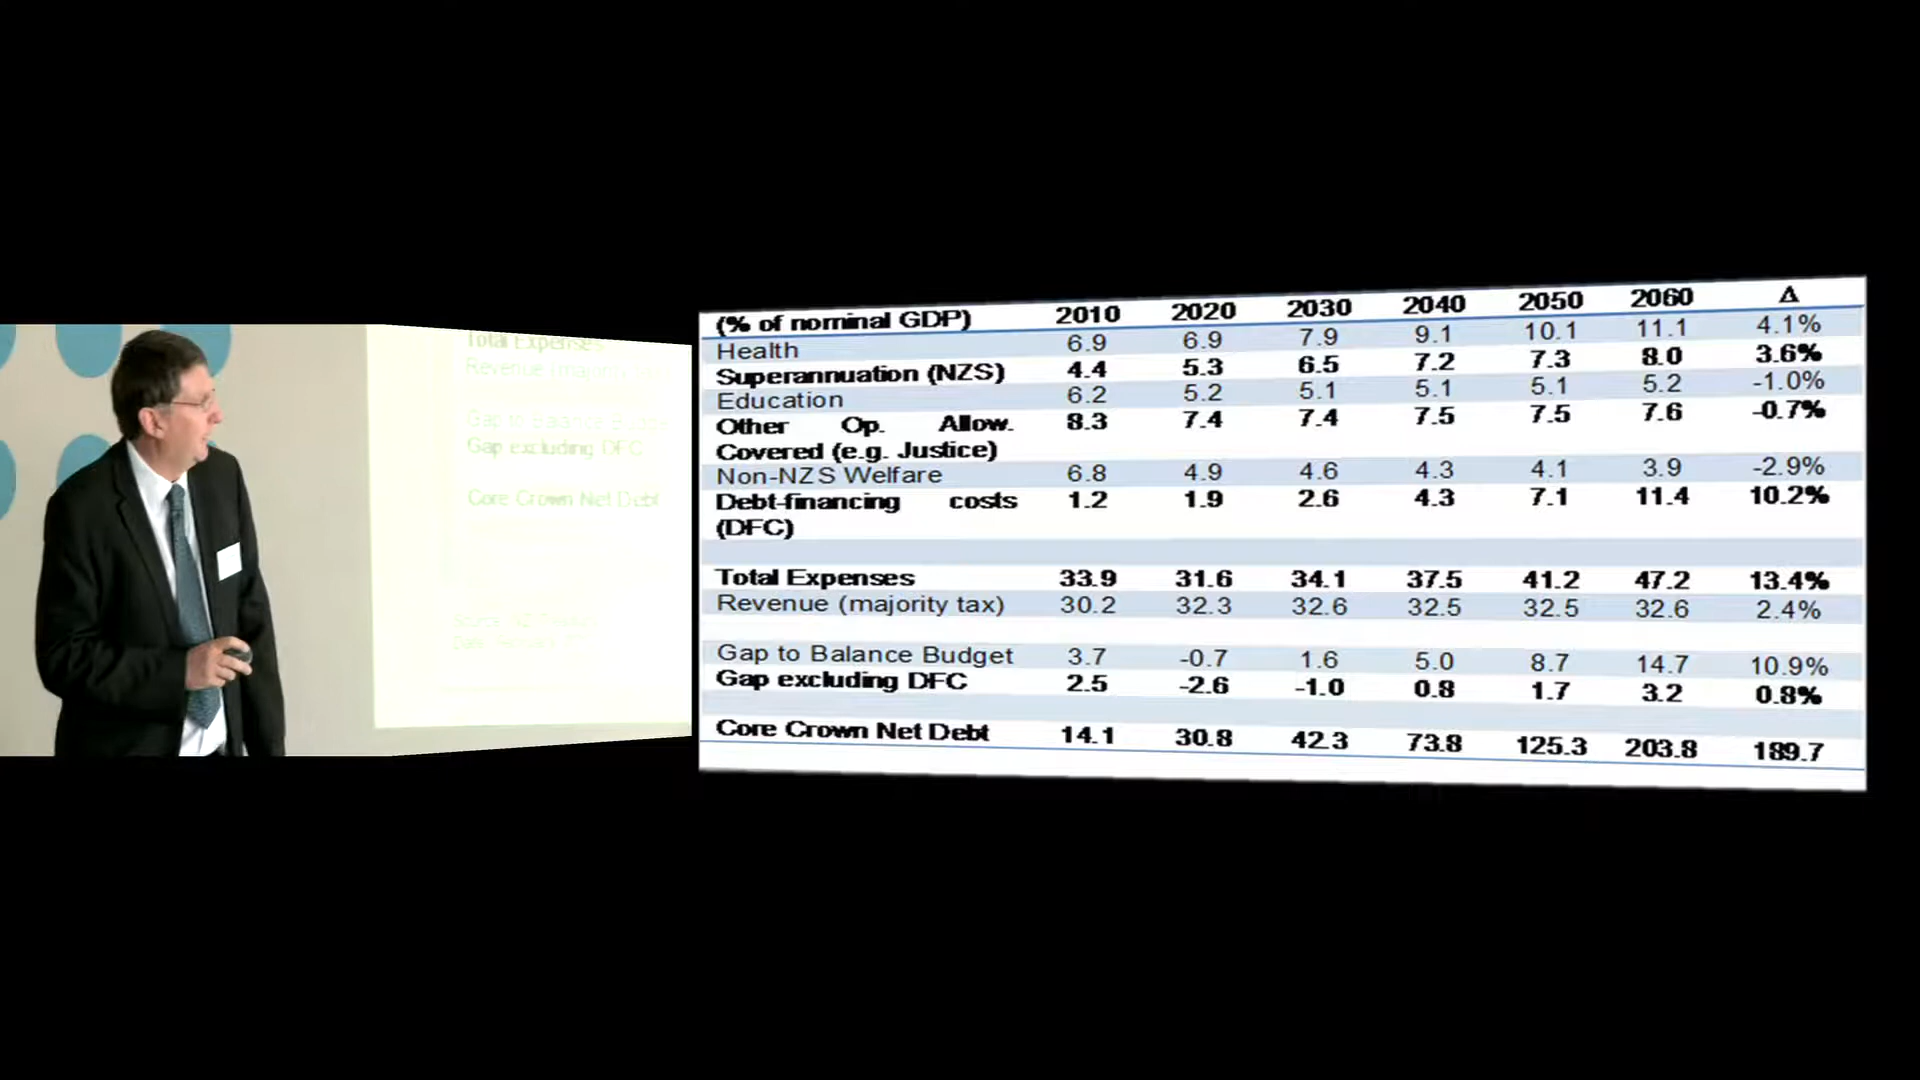 Total Expenses
Revenue (majority tax)
Gap to Balance Budget
Gap excluding DFC
Core Crown Net Debt
(% of nominal GDP) 2010 2020 2030 2040 2050 2060 Δ
Health 6.9 6.9 7.9 9.1 10.1 11.1 4.1%
Superannuation (NZS) 4.4 5.3 6.5 7.2 7.3 8.0 3.6%
Education 6.2 5.2 5.1 5.1 5.1 5.2 -1.0%
Other Op. Allow. 8.3 7.4 7.4 7.5 7.5 7.6 -0.7%
Covered (e.g. Justice)
Non-NZS Welfare 6.8 4.9 4.6 4.3 4.1 3.9 -2.9%
Debt-financing costs 1.2 1.9 2.6 4.3 7.1 11.4 10.2%
(DFC)
Total Expenses 33.9 31.6 34.1 37.5 41.2 47.2 13.4%
Revenue (majority tax) 30.2 32.3 32.6 32.5 32.5 32.6 2.4%
Gap to Balance Budget 3.7 -0.7 1.6 5.0 8.7 14.7 10.9%
Gap excluding DFC 2.5 -2.6 -1.0 0.8 1.7 3.2 0.8%
Core Crown Net Debt 14.1 30.8 42.3 73.8 125.3 203.8 189.7